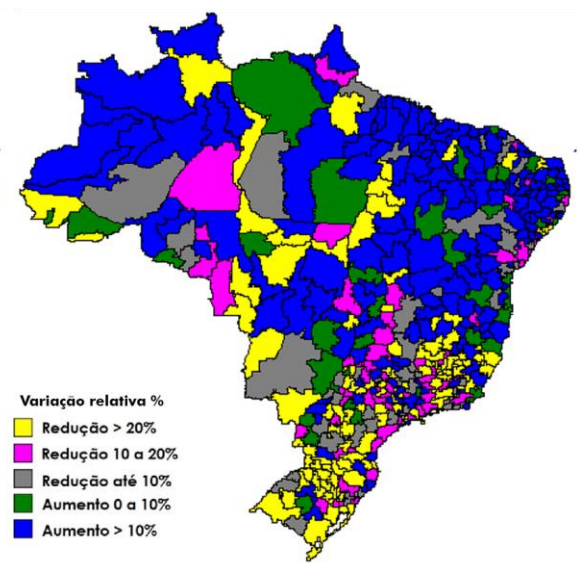 Variação relativa %
Redução > 20%
Redução 10 a 20%
Redução até 10%
Aumento 0 a 10%
Aumento > 10%